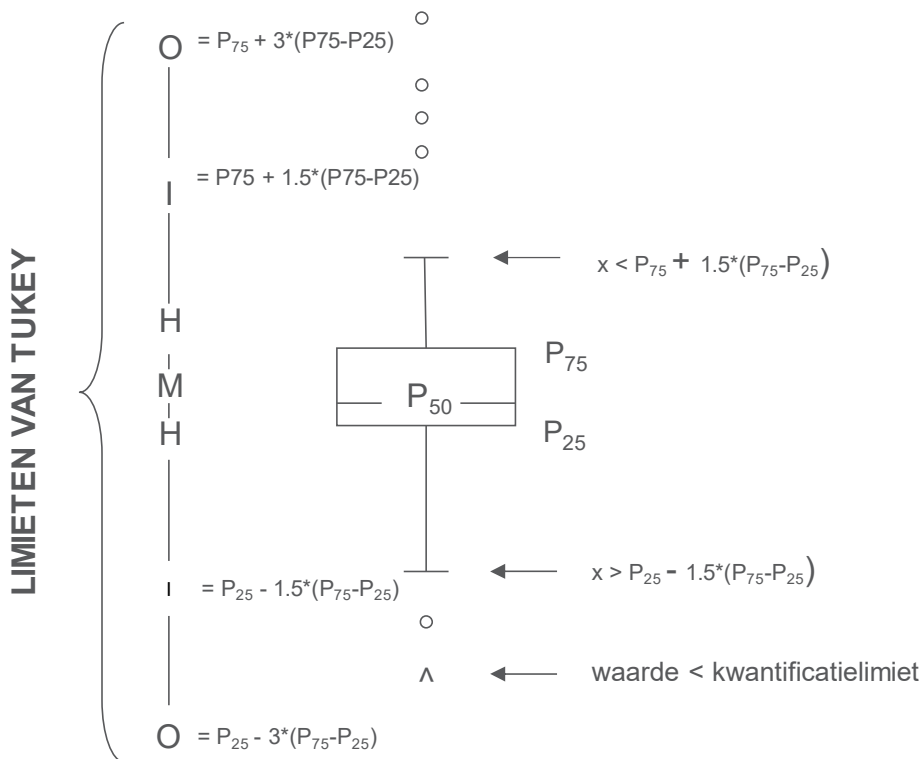 LIMIETEN VAN TUKEY
O = P75 + 3*(P75-P25)
I = P75 + 1.5*(P75-P25)
x < P75 + 1.5*(P75-P25)
H
P75
M
P50
H
P25
I = P25 - 1.5*(P75-P25)
x > P25 - 1.5*(P75-P25)
^ waarde < kwantificatielimiet
O = P25 - 3*(P75-P25)